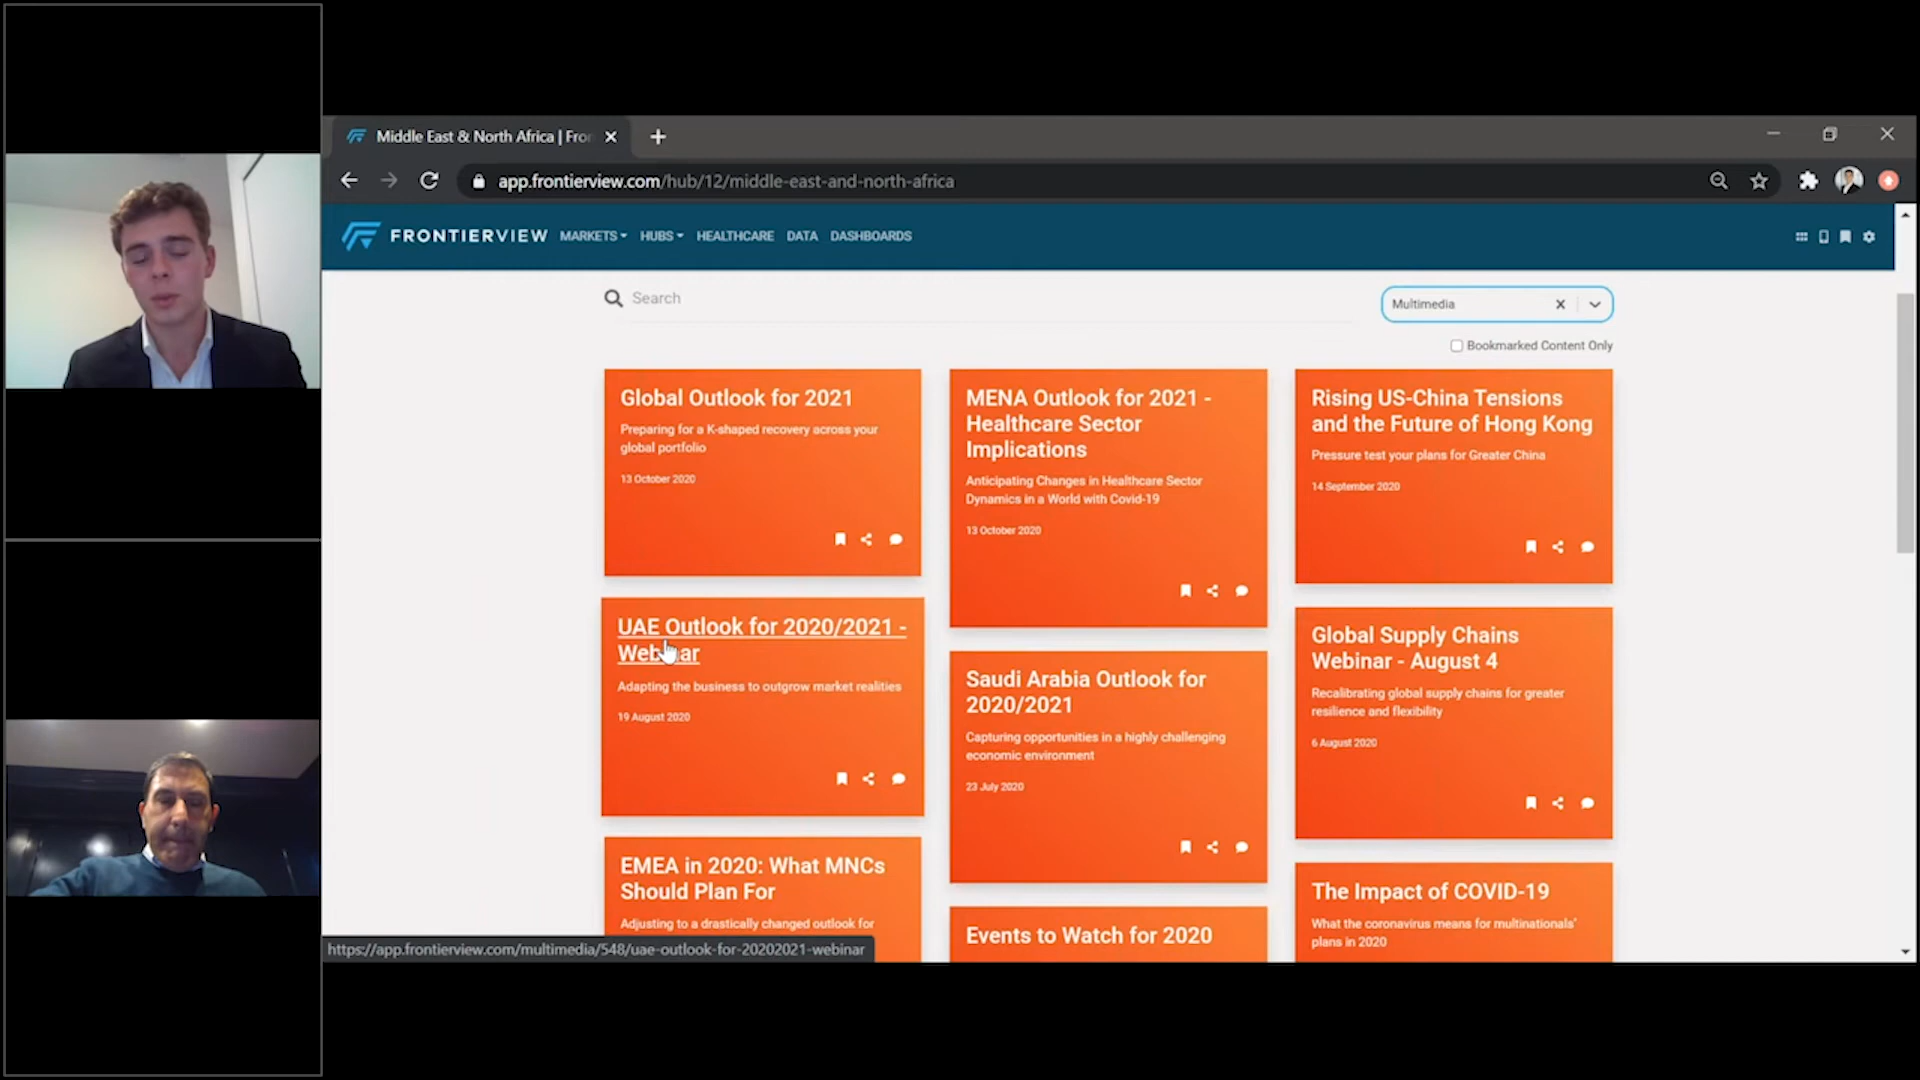 Middle East & North Africa | Fro
app.frontierview.com/hub/12/middle-east-and-north-africa
FRONTIERVIEW MARKETS HUBS HEALTHCARE DATA DASHBOARDS
Search
Multimedia
Bookmarked Content Only
Global Outlook for 2021
Preparing for a K-shaped recovery across your
global portfolio
13 October 2020
MENA Outlook for 2021 -
Healthcare Sector
Implications
Anticipating Changes in Healthcare Sector
Dynamics in a World with Covid-19
13 October 2020
Rising US-China Tensions
and the Future of Hong Kong
Pressure test your plans for Greater China
14 September 2020
UAE Outlook for 2020/2021 -
Webinar
Adapting the business to outgrow market realities
19 August 2020
Saudi Arabia Outlook for
2020/2021
Capturing opportunities in a highly challenging
economic environment
23 July 2020
Global Supply Chains
Webinar - August 4
Recalibrating global supply chains for greater
resilience and flexibility
6 August 2020
EMEA in 2020: What MNCs
Should Plan For
Adjusting to a drastically changed outlook for
Events to Watch for 2020
The Impact of COVID-19
What the coronavirus means for multinationals'
plans in 2020
https://app.frontierview.com/multimedia/548/uae-outlook-for-20202021-webinar